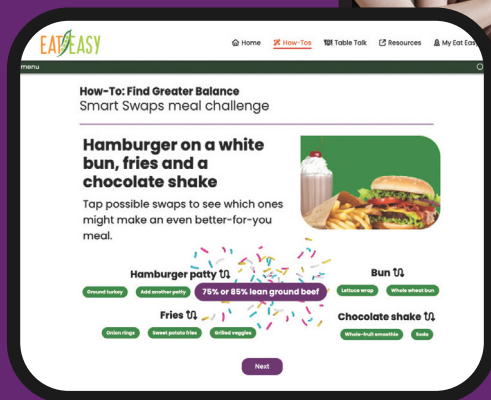 EAT EASY
Home How-Tos Table Talk Resources My Eat Easy
menu
How-To: Find Greater Balance
Smart Swaps meal challenge
Hamburger on a white
bun, fries and a
chocolate shake
Tap possible swaps to see which ones
might make an even better-for-you
meal.
Hamburger patty
Ground turkey Add another patty 75% or 85% lean ground beef
Bun
Lettuce wrap Whole wheat bun
Fries
Onion rings Sweet potato fries Grilled veggies
Chocolate shake
Whole-fruit smoothie Soda
Next